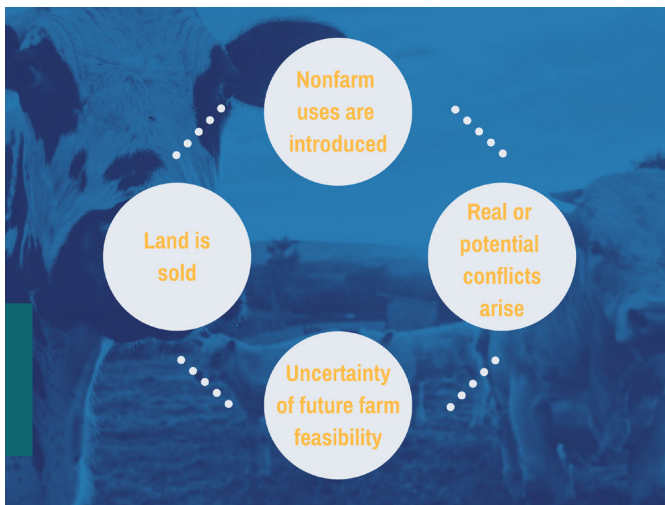 Nonfarm
uses are
introduced
Real or
potential
conflicts
arise
Uncertainty
of future farm
feasibility
Land is
sold